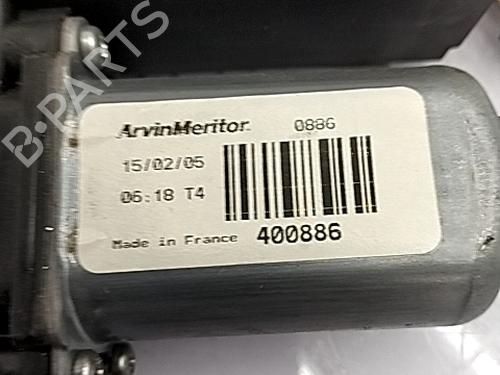 B-PARTS
ArvinMeritor. 0886
15/02/05
06:18 T4
Made in France 400886